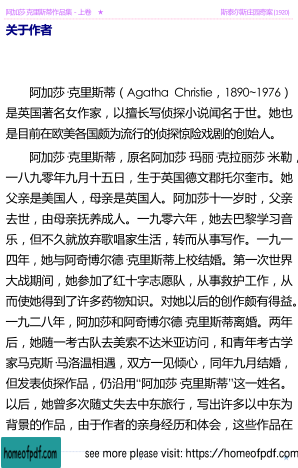 阿加莎·克里斯蒂作品集－上卷 ★ 斯泰尔斯庄园奇案(1920)
关于作者
阿加莎·克里斯蒂（Agatha Christie，1890~1976）
是英国著名女作家，以擅长写侦探小说闻名于世。她也
是目前在欧美各国颇为流行的侦探惊险戏剧的创始人。
阿加莎·克里斯蒂，原名阿加莎·玛丽·克拉丽莎·米勒，
一八九零年九月十五日，生于英国德文郡托尔奎市。她
父亲是美国人，母亲是英国人。阿加莎十一岁时，父亲
去世，由母亲抚养成人。一九零六年，她去巴黎学习音
乐，但不久就放弃歌唱家生活，转而从事写作。一九一
四年，她与阿奇博尔德·克里斯蒂上校结婚。第一次世界
大战期间，她参加了红十字志愿队，从事救护工作，从
而使她得到了许多药物知识。对她以后的创作颇有得益。
一九二八年，阿加莎和阿奇博尔德·克里斯蒂离婚。两年
后，她随一考古队去美索不达米亚访问，和青年考古学
家马克斯·马洛温相遇，双方一见倾心，同年九月结婚，
但发表侦探作品，仍沿用“阿加莎·克里斯蒂”这一姓名。
以后，她曾多次随丈夫去中东旅行，写出许多以中东为
背景的作品，由于作者的亲身经历和体会，这些作品在
homeofpdf.com see more please visit: https://homeofpdf.com